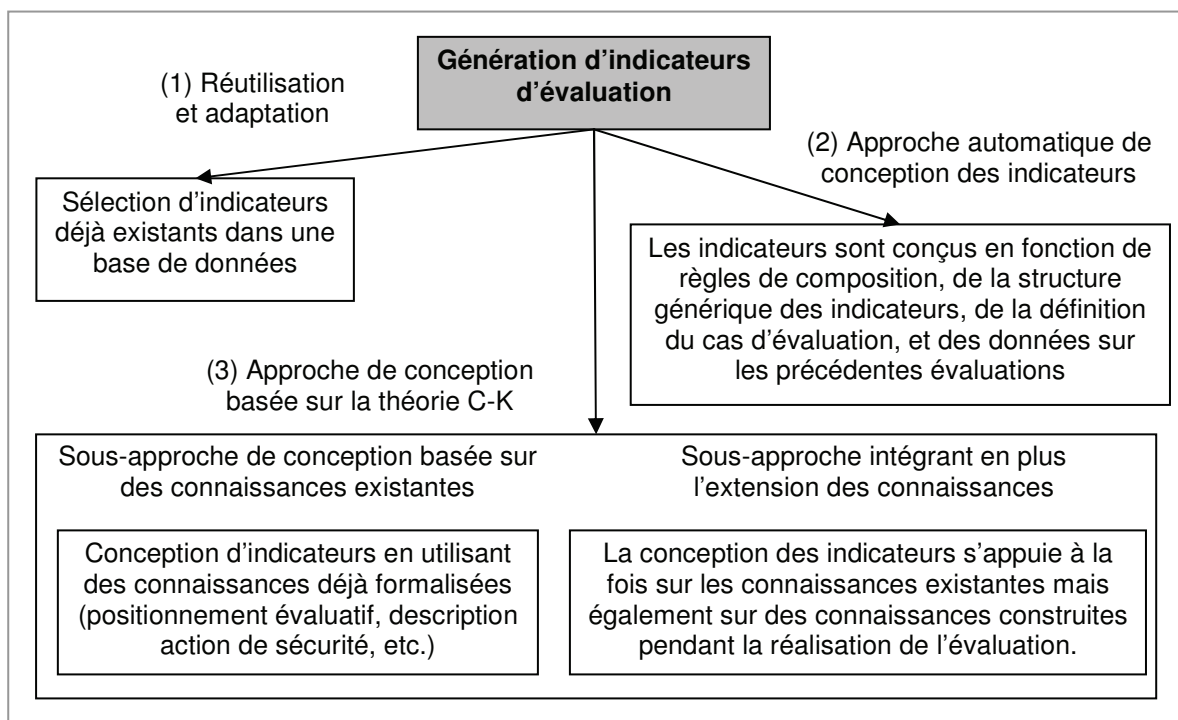 Génération d’indicateurs
d’évaluation
(1) Réutilisation
et adaptation
(2) Approche automatique de
conception des indicateurs
Sélection d’indicateurs
déjà existants dans une
base de données
Les indicateurs sont conçus en fonction de
règles de composition, de la structure
générique des indicateurs, de la définition
du cas d’évaluation, et des données sur
les précédentes évaluations
(3) Approche de conception
basée sur la théorie C-K
Sous-approche de conception basée sur
des connaissances existantes
Sous-approche intégrant en plus
l’extension des connaissances
Conception d’indicateurs en utilisant
des connaissances déjà formalisées
(positionnement évaluatif, description
action de sécurité, etc.)
La conception des indicateurs s’appuie à la
fois sur les connaissances existantes mais
également sur des connaissances construites
pendant la réalisation de l’évaluation.